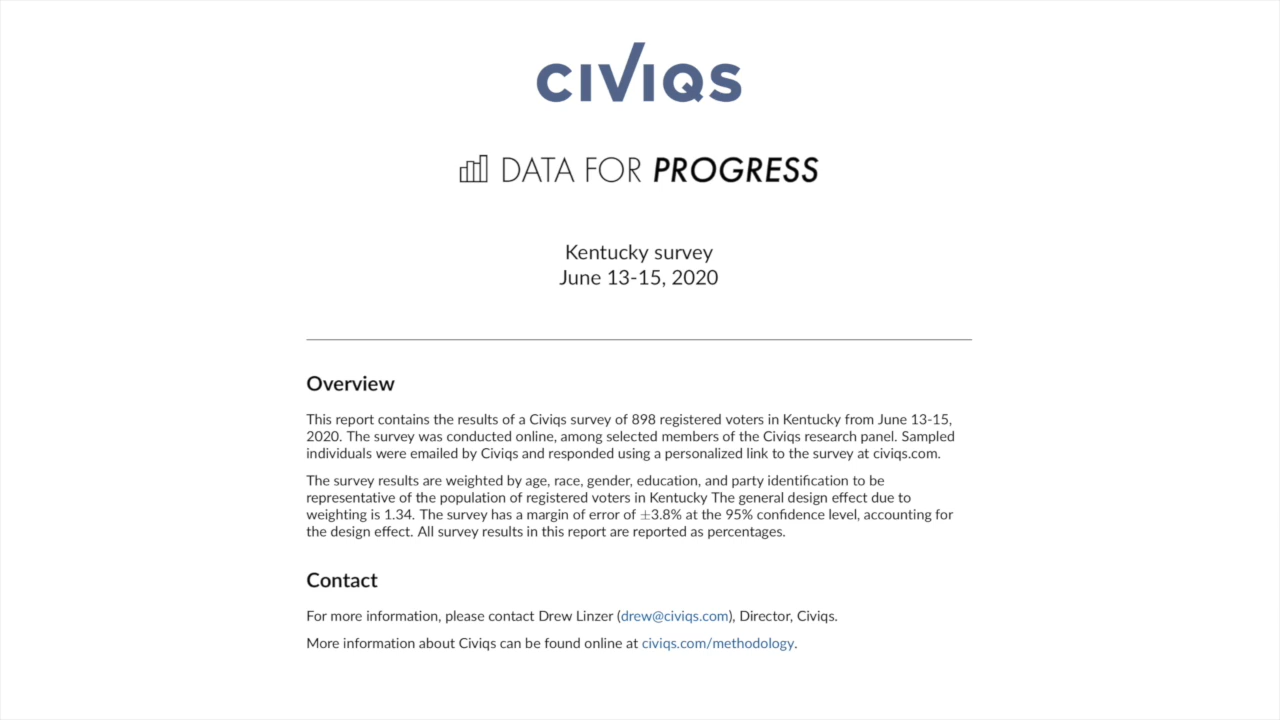 CIVIQS
DATA FOR PROGRESS
Kentucky survey
June 13-15, 2020
Overview
This report contains the results of a Civiqs survey of 898 registered voters in Kentucky from June 13-15,
2020. The survey was conducted online, among selected members of the Civiqs research panel. Sampled
individuals were emailed by Civiqs and responded using a personalized link to the survey at civiqs.com.
The survey results are weighted by age, race, gender, education, and party identification to be
representative of the population of registered voters in Kentucky The general design effect due to
weighting is 1.34. The survey has a margin of error of ±3.8% at the 95% confidence level, accounting for
the design effect. All survey results in this report are reported as percentages.
Contact
For more information, please contact Drew Linzer (drew@civiqs.com), Director, Civiqs.
More information about Civiqs can be found online at civiqs.com/methodology.